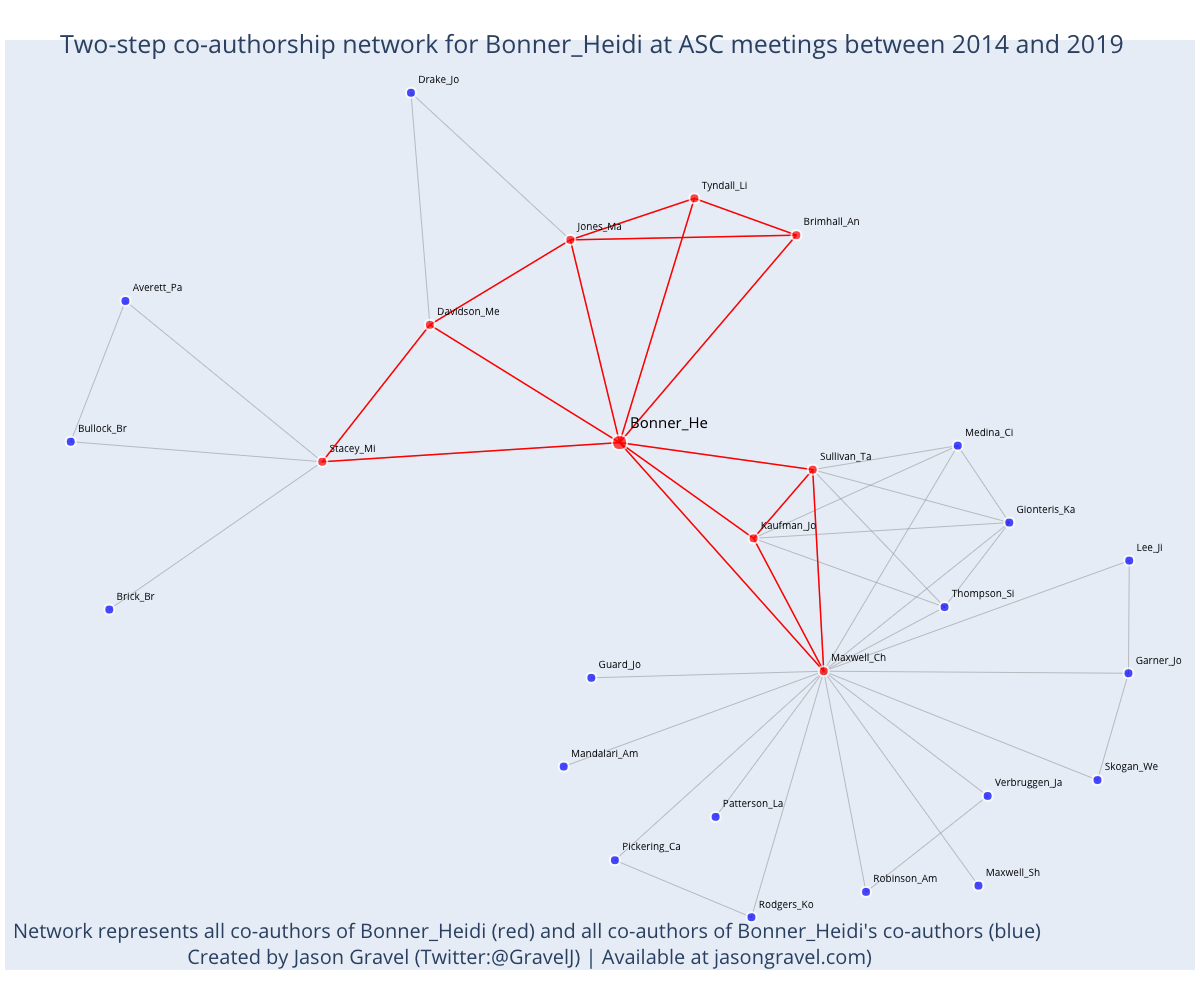 Two-step co-authorship network for Bonner_Heidi at ASC meetings between 2014 and 2019
Drake_Jo
Tyndall_Li
Brimhall_An
Jones_Ma
Averett_Pa
Davidson_Me
Bonner_He
Bullock_Br
Medina_Ci
Stacey_Mi
Sullivan_Ta
Gionteris_Ka
Kaufman_Jo
Lee_Ji
Brick_Br
Thompson_Si
Maxwell_Ch
Guard_Jo
Garner_Jo
Mandalari_Am
Skogan_We
Verbruggen_Ja
Patterson_La
Pickering_Ca
Maxwell_Sh
Robinson_Am
Rodgers_Ko
Network represents all co-authors of Bonner_Heidi (red) and all co-authors of Bonner_Heidi's co-authors (blue)
Created by Jason Gravel (Twitter:@GravelJ) | Available at jasongravel.com)